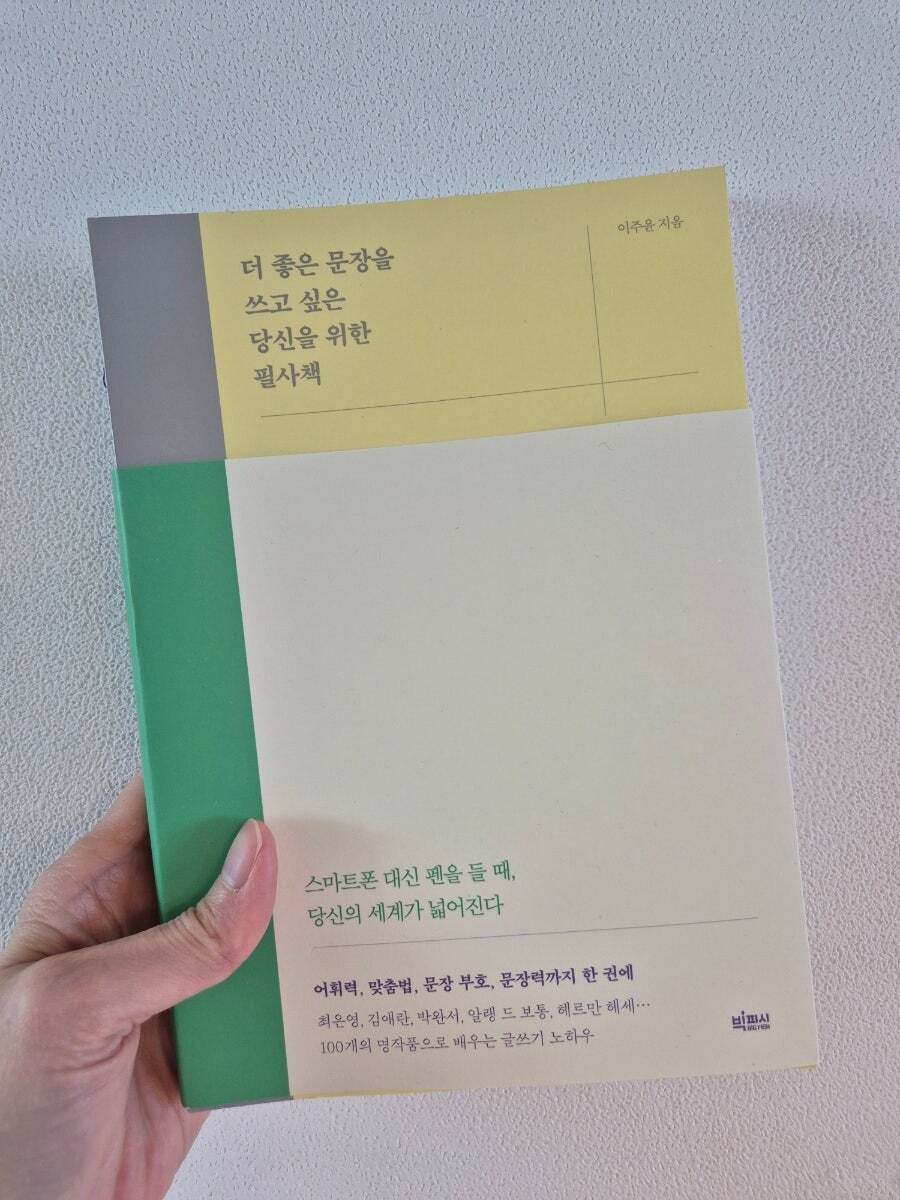 더 좋은 문장을
쓰고 싶은
당신을 위한
필사책
이주윤 지음
스마트폰 대신 펜을 들 때,
당신의 세계가 넓어진다
어휘력, 맞춤법, 문장 부호, 문장력까지 한 권에
최은영, 김애란, 박완서, 알랭 드 보통, 헤르만 헤세…
100개의 명작품으로 배우는 글쓰기 노하우
빅피시
BIG FISH